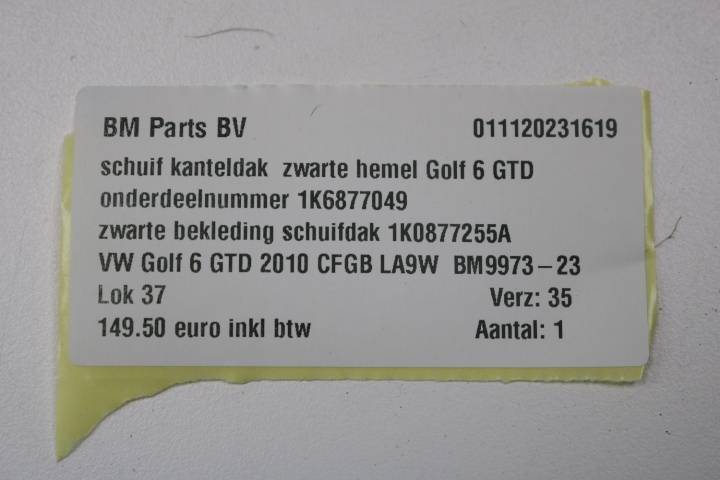 BM Parts BV 011120231619
schuif kanteldak zwarte hemel Golf 6 GTD
onderdeelnummer 1K6877049
zwarte bekleding schuifdak 1K0877255A
VW Golf 6 GTD 2010 CFGB LA9W BM9973-23
Lok 37 Verz: 35
149.50 euro inkl btw Aantal: 1